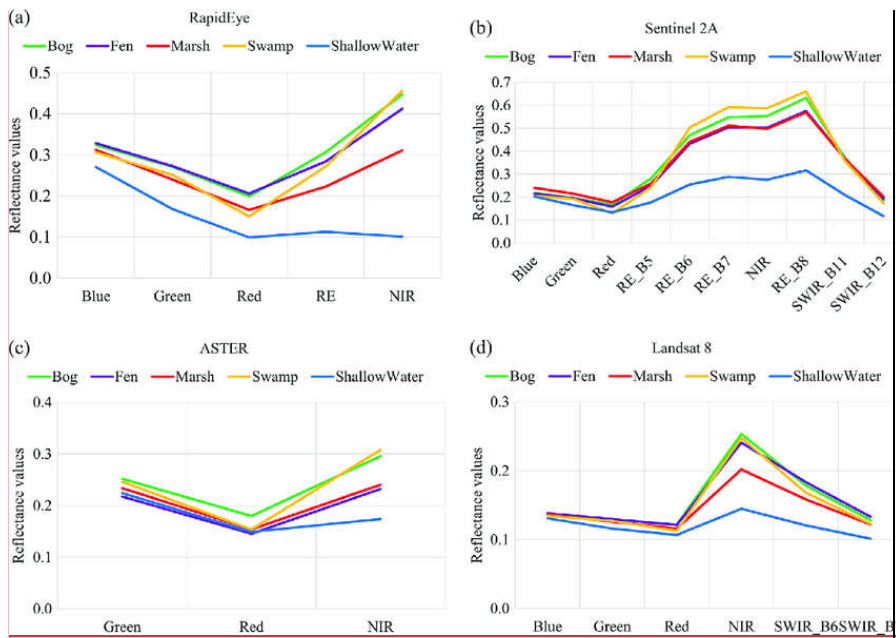 (a) RapidEye
Bog Fen Marsh Swamp ShallowWater
Reflectance values
0.5
0.4
0.3
0.2
0.1
0.0
Blue Green Red RE NIR
(b) Sentinel 2A
Bog Fen Marsh Swamp ShallowWater
Reflectance values
0.7
0.6
0.5
0.4
0.3
0.2
0.1
0.0
Blue Green Red RE_B5 RE_B6 RE_B7 NIR RE_B8 SWIR_B11 SWIR_B12
(c) ASTER
Bog Fen Marsh Swamp ShallowWater
Reflectance values
0.4
0.3
0.2
0.1
0.0
Green Red NIR
(d) Landsat 8
Bog Fen Marsh Swamp ShallowWater
Reflectance values
0.3
0.2
0.1
0.0
Blue Green Red NIR SWIR_B6SWIR_B